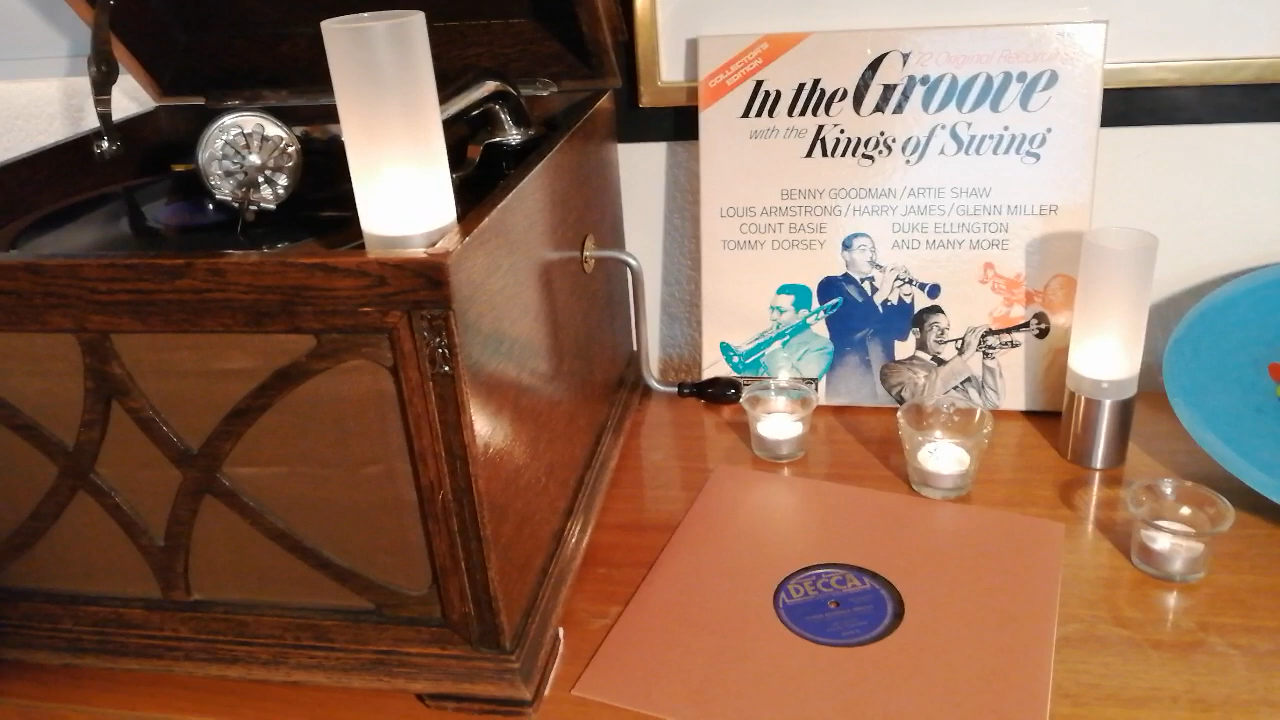 COLLECTOR'S
EDITION
72 Original Recordings
In the Groove
with the Kings of Swing
BENNY GOODMAN/ARTIE SHAW
LOUIS ARMSTRONG/HARRY JAMES/GLENN MILLER
COUNT BASIE DUKE ELLINGTON
TOMMY DORSEY AND MANY MORE
DECCA